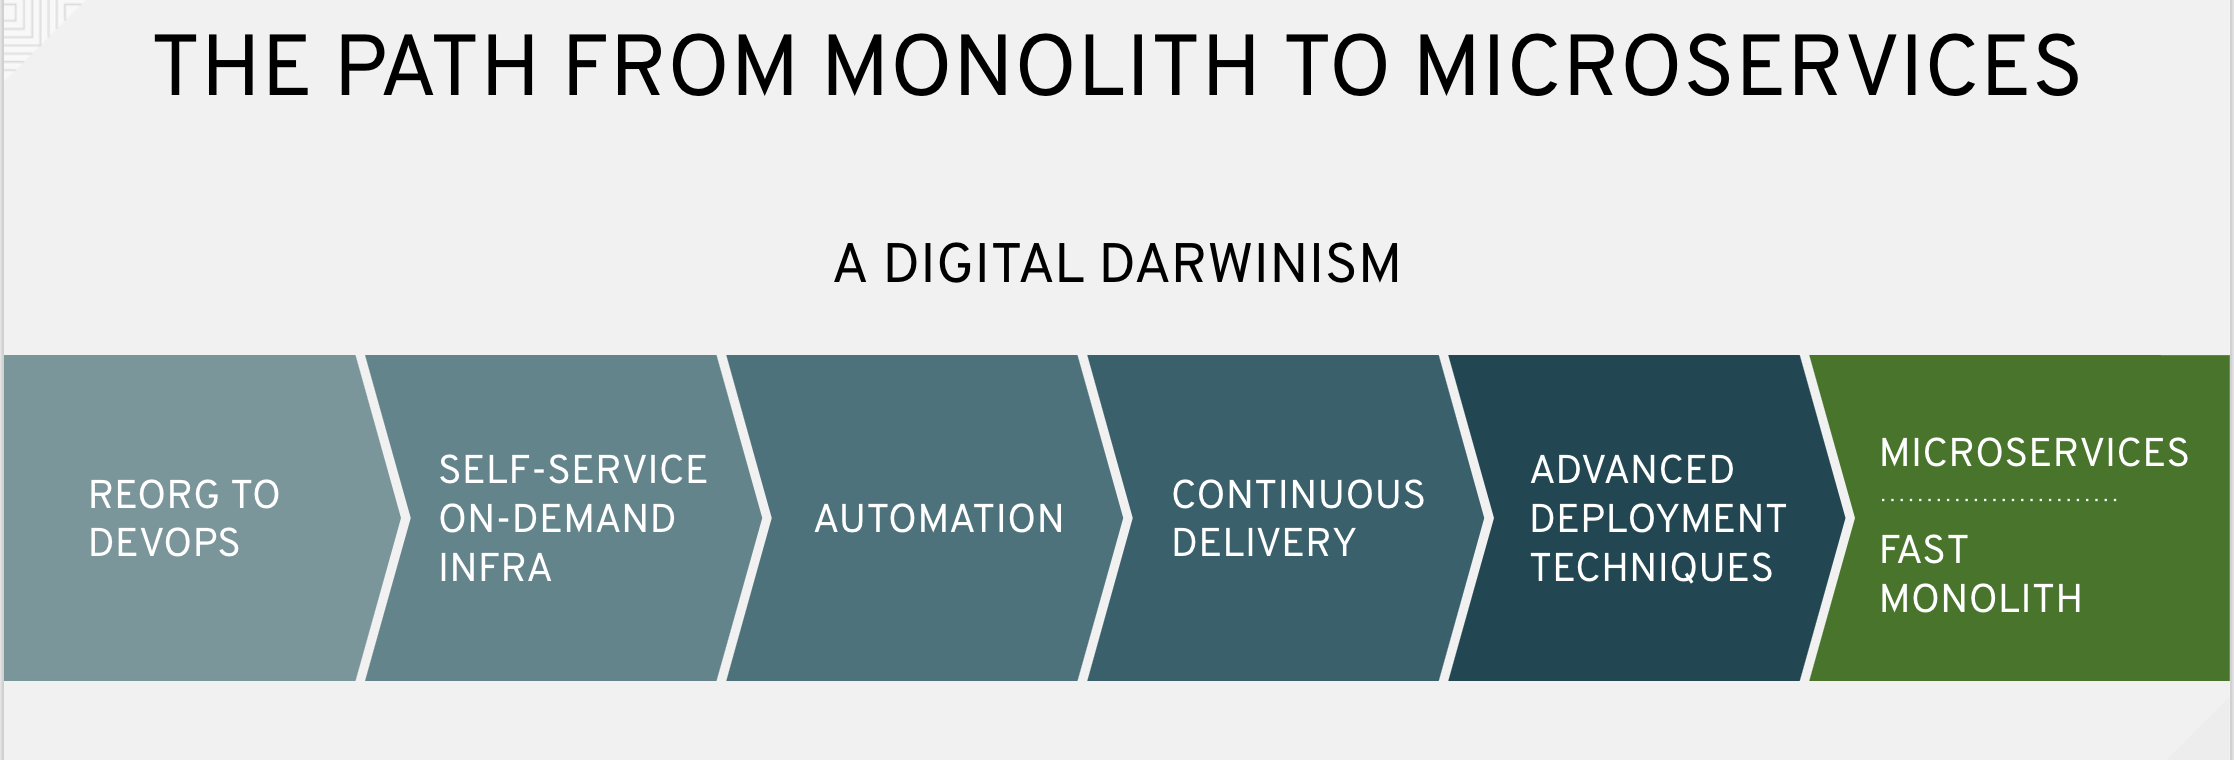 THE PATH FROM MONOLITH TO MICROSERVICES
A DIGITAL DARWINISM
REORG TO
DEVOPS
SELF-SERVICE
ON-DEMAND
INFRA
AUTOMATION
CONTINUOUS
DELIVERY
ADVANCED
DEPLOYMENT
TECHNIQUES
MICROSERVICES
FAST
MONOLITH